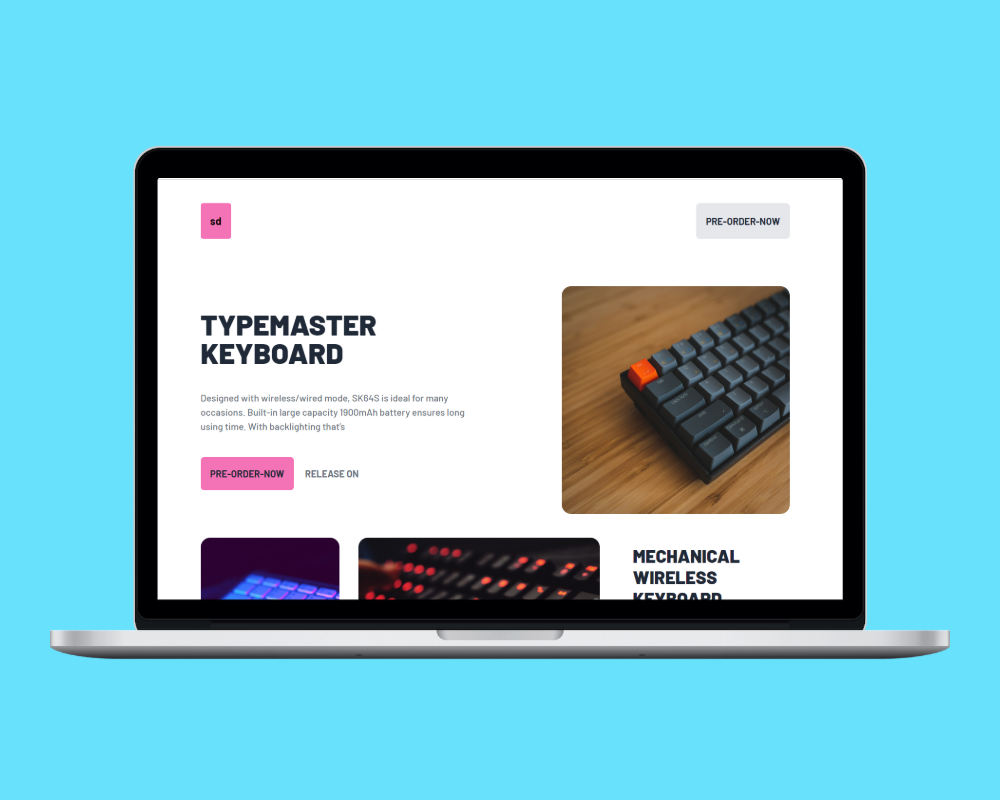 sd
PRE-ORDER-NOW
TYPEMASTER
KEYBOARD
Designed with wireless/wired mode, SK64S is ideal for many
occasions. Built-in large capacity 1900mAh battery ensures long
using time. With backlighting that's
PRE-ORDER-NOW
RELEASE ON
MECHANICAL
WIRELESS
KEYBOARD